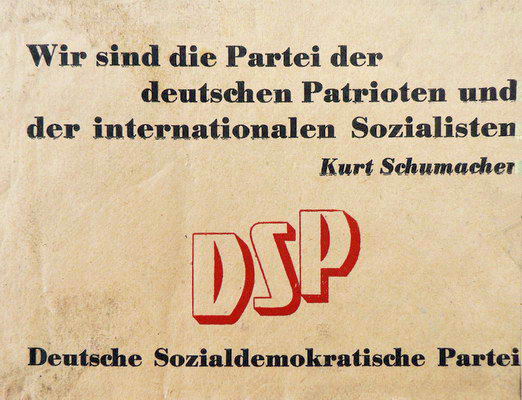 Wir sind die Partei der
deutschen Patrioten und
der internationalen Sozialisten
Kurt Schumacher
DSP
Deutsche Sozialdemokratische Partei